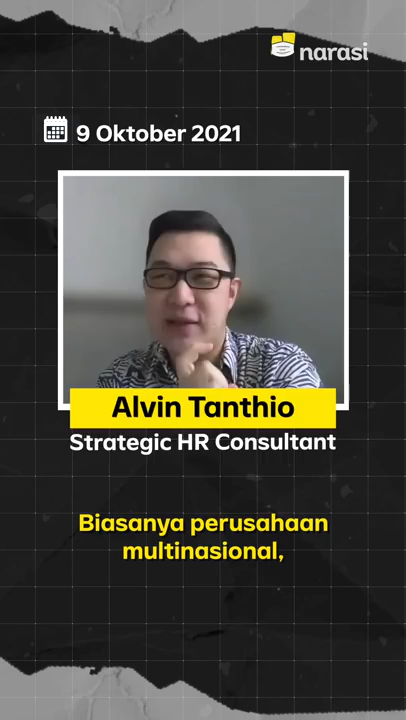 narasi
9 Oktober 2021
Alvin Tanthio
Strategic HR Consultant
Biasanya perusahaan
multinasional,